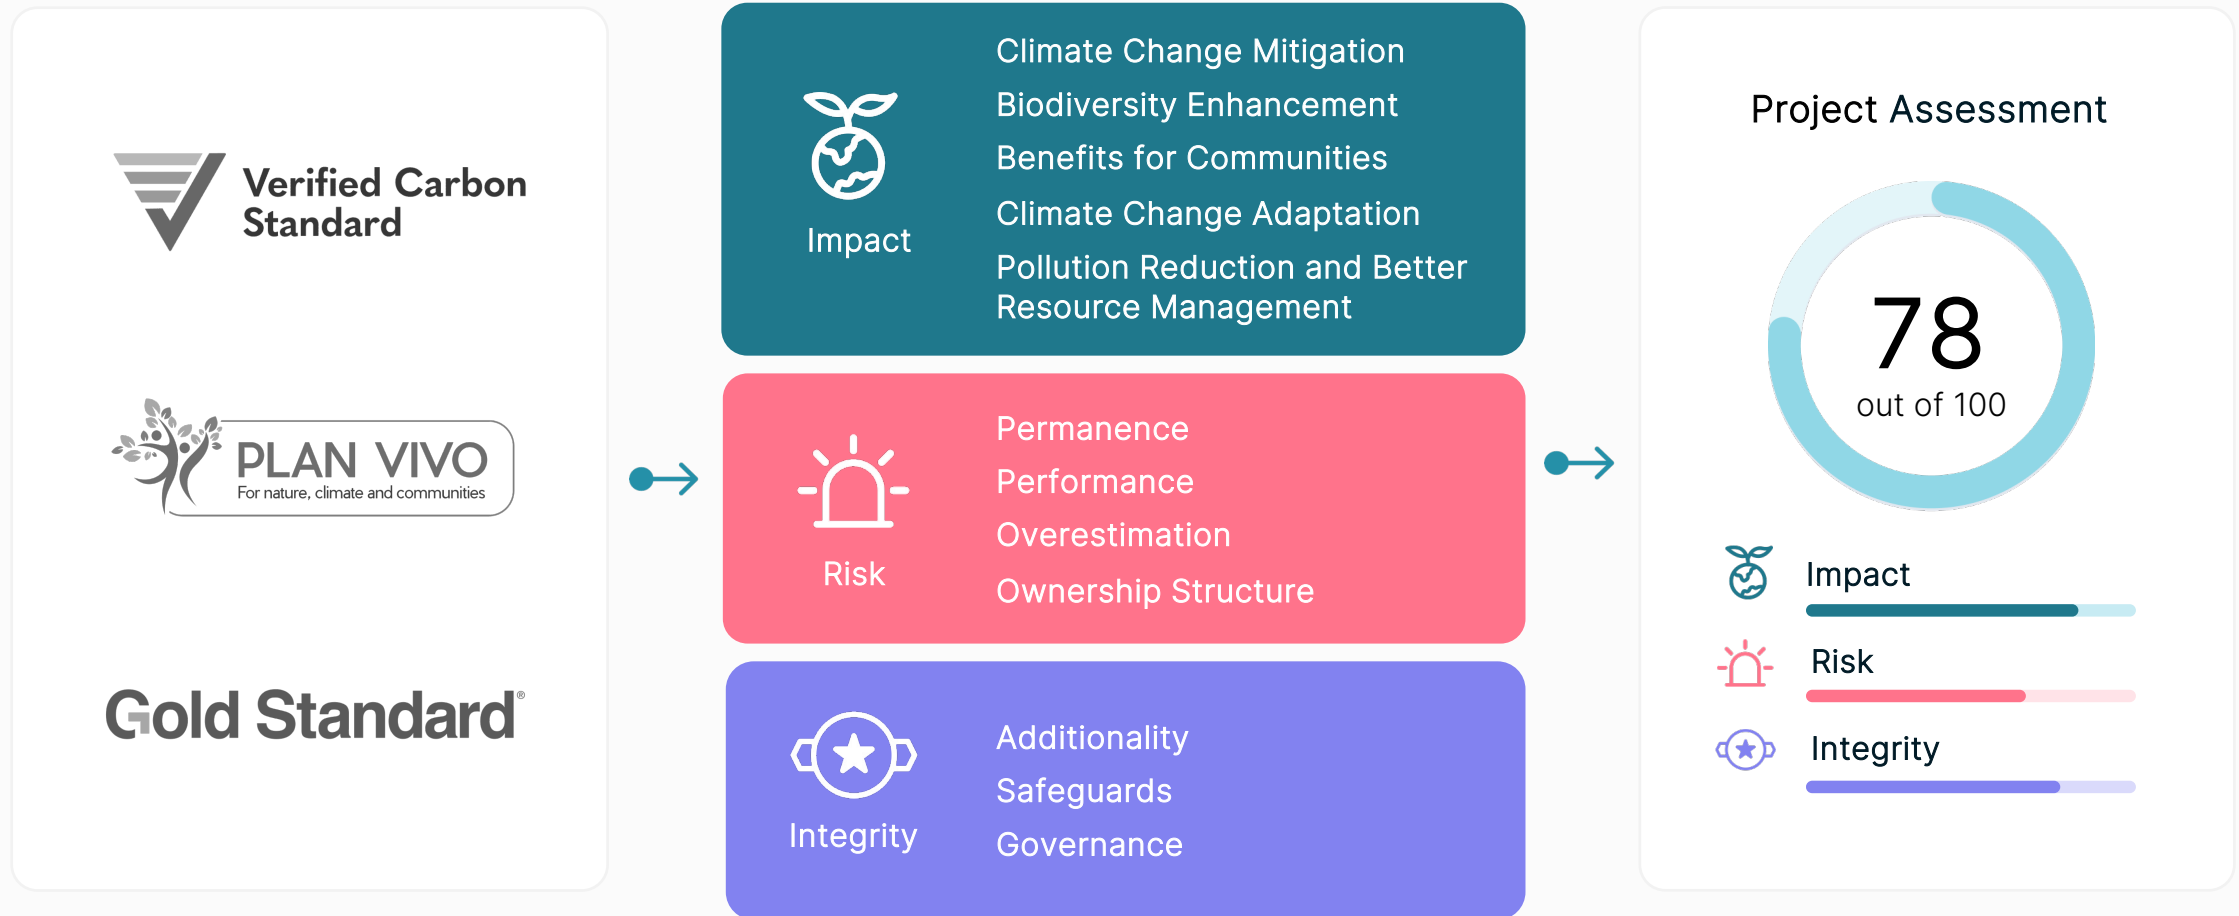 Verified Carbon
Standard
PLAN VIVO
For nature, climate and communities
Gold Standard®
Impact
Climate Change Mitigation
Biodiversity Enhancement
Benefits for Communities
Climate Change Adaptation
Pollution Reduction and Better
Resource Management
Risk
Permanence
Performance
Overestimation
Ownership Structure
Integrity
Additionality
Safeguards
Governance
Project Assessment
78
out of 100
Impact
Risk
Integrity